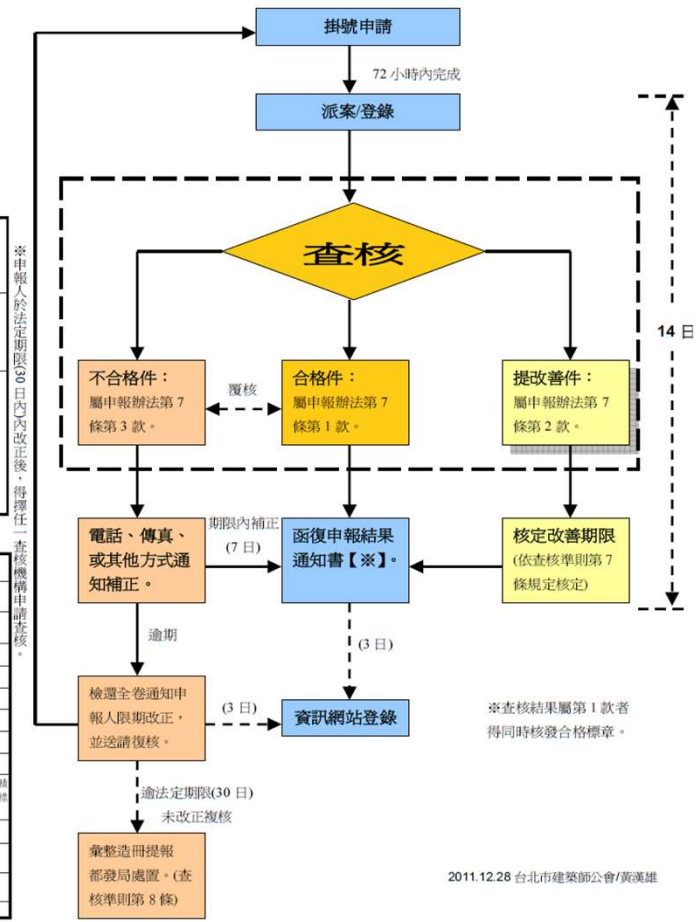 掛號申請
72 小時內完成
派案/登錄
查核
14 日
不合格件：
屬申報辦法第 7
條第 3 款。
覆核
合格件：
屬申報辦法第 7
條第 1 款。
提改善件：
屬申報辦法第 7
條第 2 款。
※申報人於法定期限(30 日內)內改正後，得擇任一查核機構申請查核。
電話、傳真、
或其他方式通
知補正。
期限內補正
(7 日)
函復申報結果
通知書【※】。
核定改善期限
(依查核準則第 7
條規定核定)
逾期
(3 日)
檢還全卷通知申
報人限期改正，
並送請復核。
(3 日)
資訊網站登錄
※查核結果屬第 1 款者
得同時核發合格標章。
逾法定期限(30 日)
未改正複核
彙整造冊提報
都發局處置。(查
核準則第 8 條)
2011.12.28 台北市建築師公會/黃漢雄